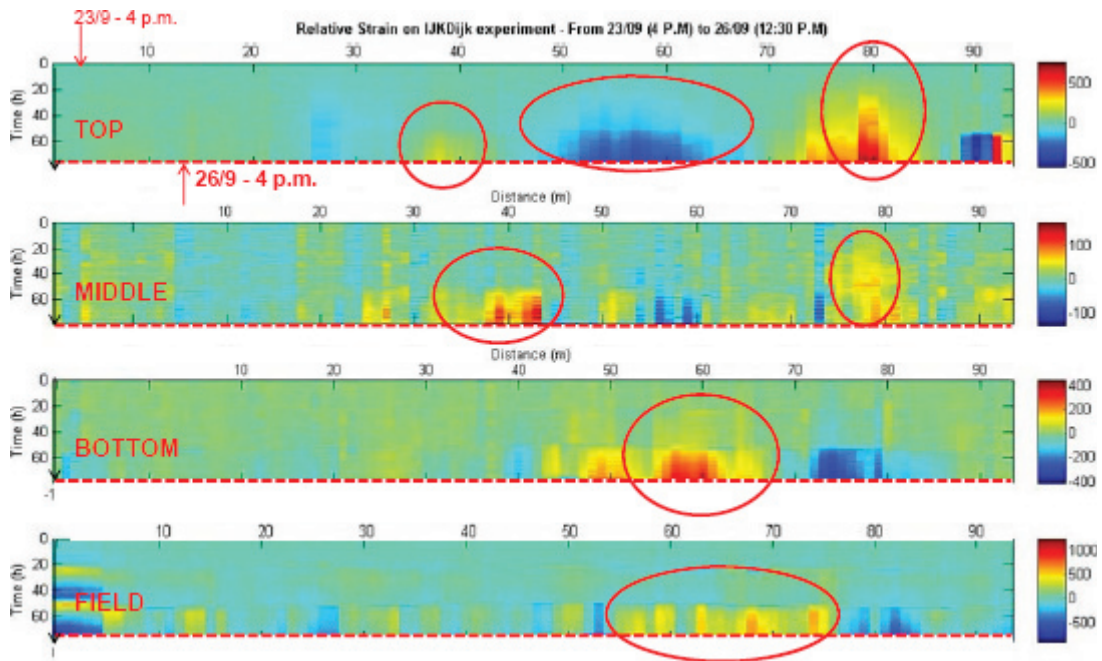 23/9 - 4 p.m.
Relative Strain on IJKDijk experiment - From 23/09 (4 P.M) to 26/09 (12:30 P.M)
10 20 30 40 50 60 70 80 90
0
20
40
60
Time (h)
TOP
500
0
-500
26/9 - 4 p.m.
Distance (m)
10 20 30 40 50 60 70 80 90
0
20
40
60
Time (h)
MIDDLE
100
0
-100
Distance (m)
10 20 30 40 50 60 70 80 90
0
20
40
60
Time (h)
BOTTOM
-1
400
200
0
-200
-400
10 20 30 40 50 60 70 80 90
0
20
40
60
Time (h)
FIELD
1000
500
0
-500